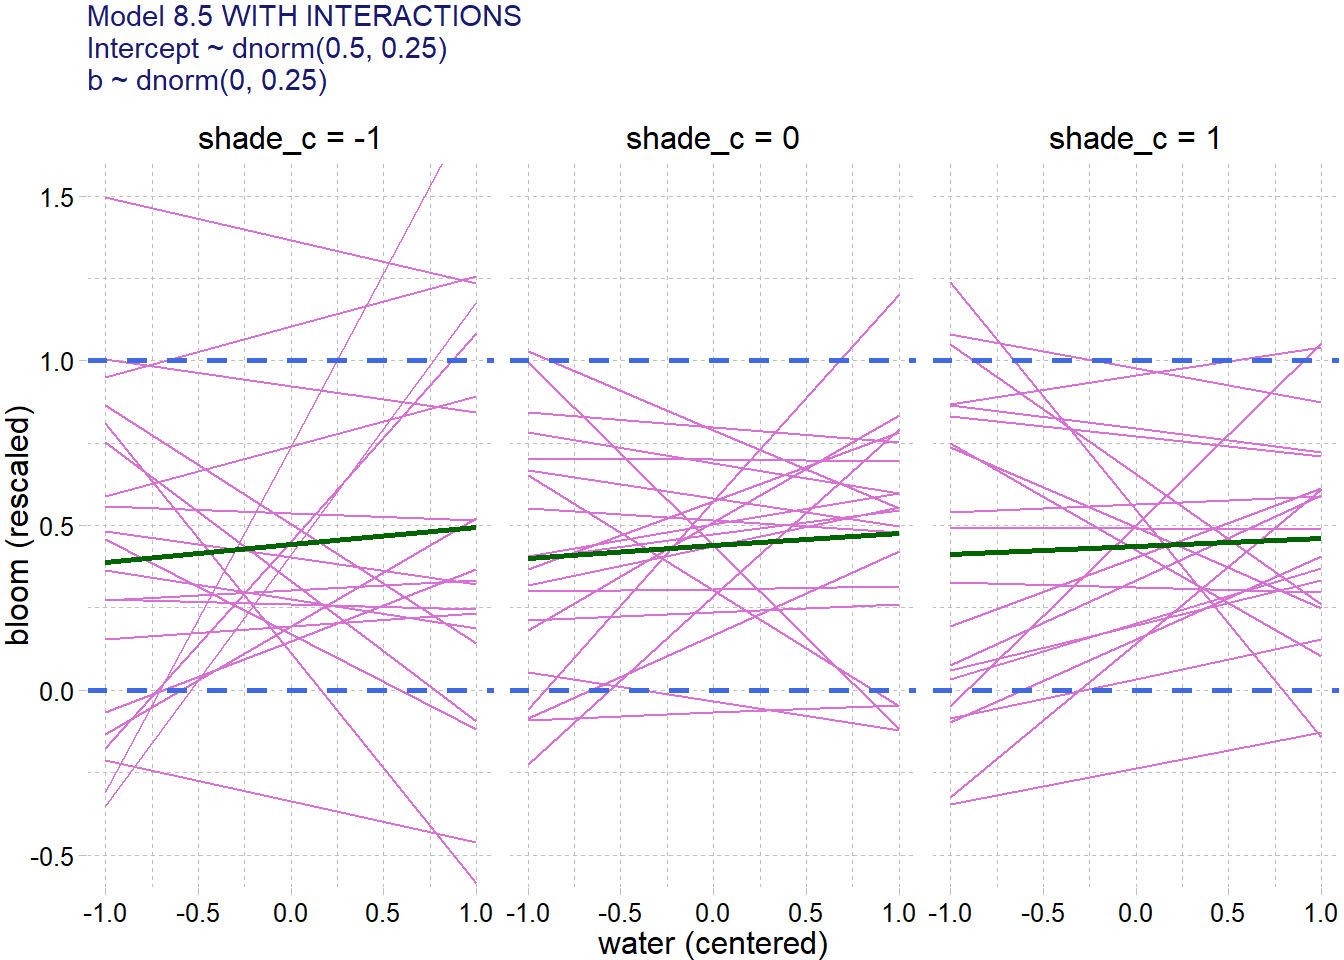 Model 8.5 WITH INTERACTIONS
Intercept ~ dnorm(0.5, 0.25)
b ~ dnorm(0, 0.25)
shade_c = -1 shade_c = 0 shade_c = 1
1.5
1.0
0.5
0.0
-0.5
bloom (rescaled)
-1.0 -0.5 0.0 0.5 1.0 -1.0 -0.5 0.0 0.5 1.0 -1.0 -0.5 0.0 0.5 1.0
water (centered)